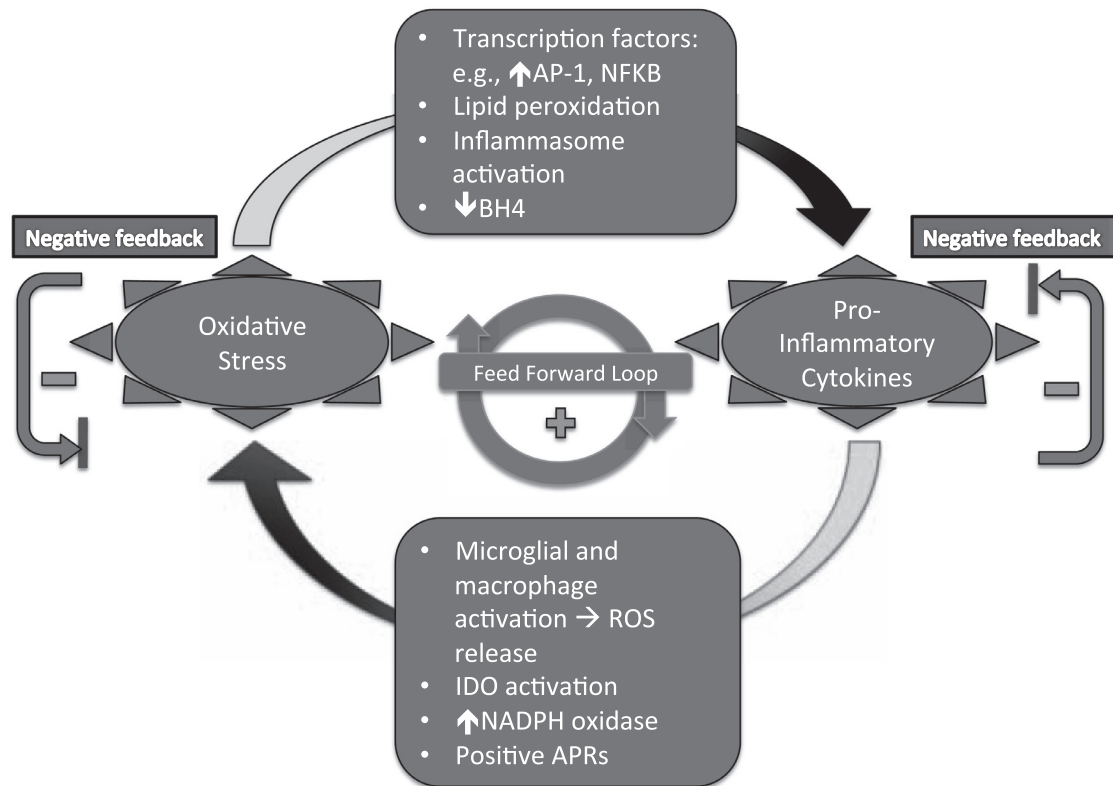 • Transcription factors:
e.g., ↑AP-1, NFKB
• Lipid peroxidation
• Inflammasome
activation
• ↓BH4
Negative feedback
Negative feedback
Oxidative
Stress
Pro-
Inflammatory
Cytokines
Feed Forward Loop
+
–
–
• Microglial and
macrophage
activation → ROS
release
• IDO activation
• ↑NADPH oxidase
• Positive APRs